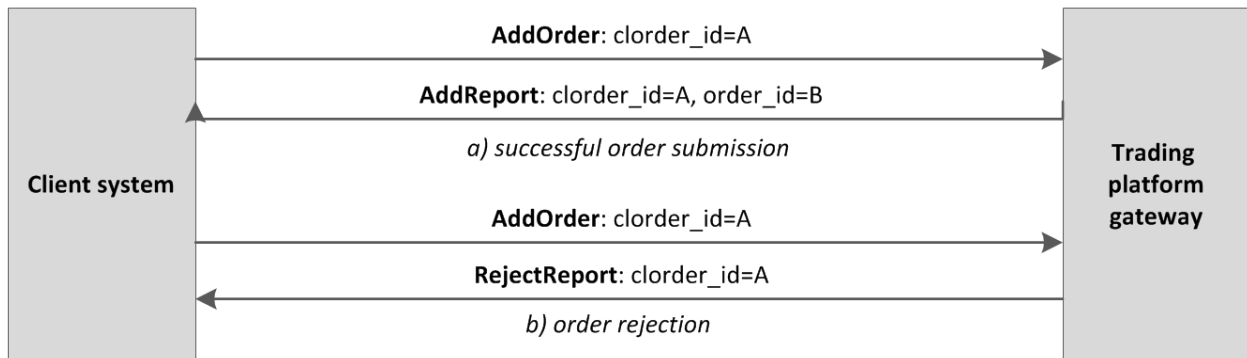 AddOrder: clorder_id=A
AddReport: clorder_id=A, order_id=B
a) successful order submission
Client system
Trading
platform
gateway
AddOrder: clorder_id=A
RejectReport: clorder_id=A
b) order rejection